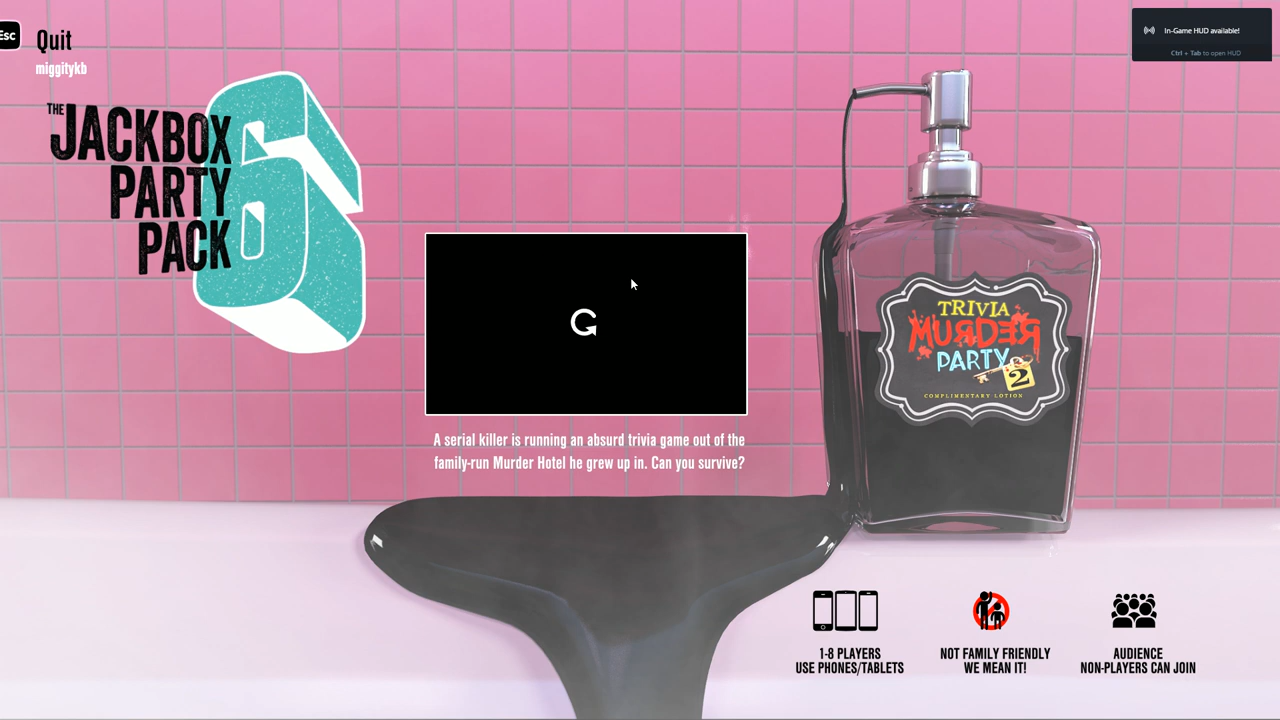 Esc
Quit
miggitykb
THE
JACKBOX
PARTY
PACK
6
In-Game HUD available!
Ctrl + Tab to open HUD
TRIVIA
MURDER
PARTY
2
COMPLIMENTARY LOTION
A serial killer is running an absurd trivia game out of the
family-run Murder Hotel he grew up in. Can you survive?
1-8 PLAYERS
USE PHONES/TABLETS
NOT FAMILY FRIENDLY
WE MEAN IT!
AUDIENCE
NON-PLAYERS CAN JOIN